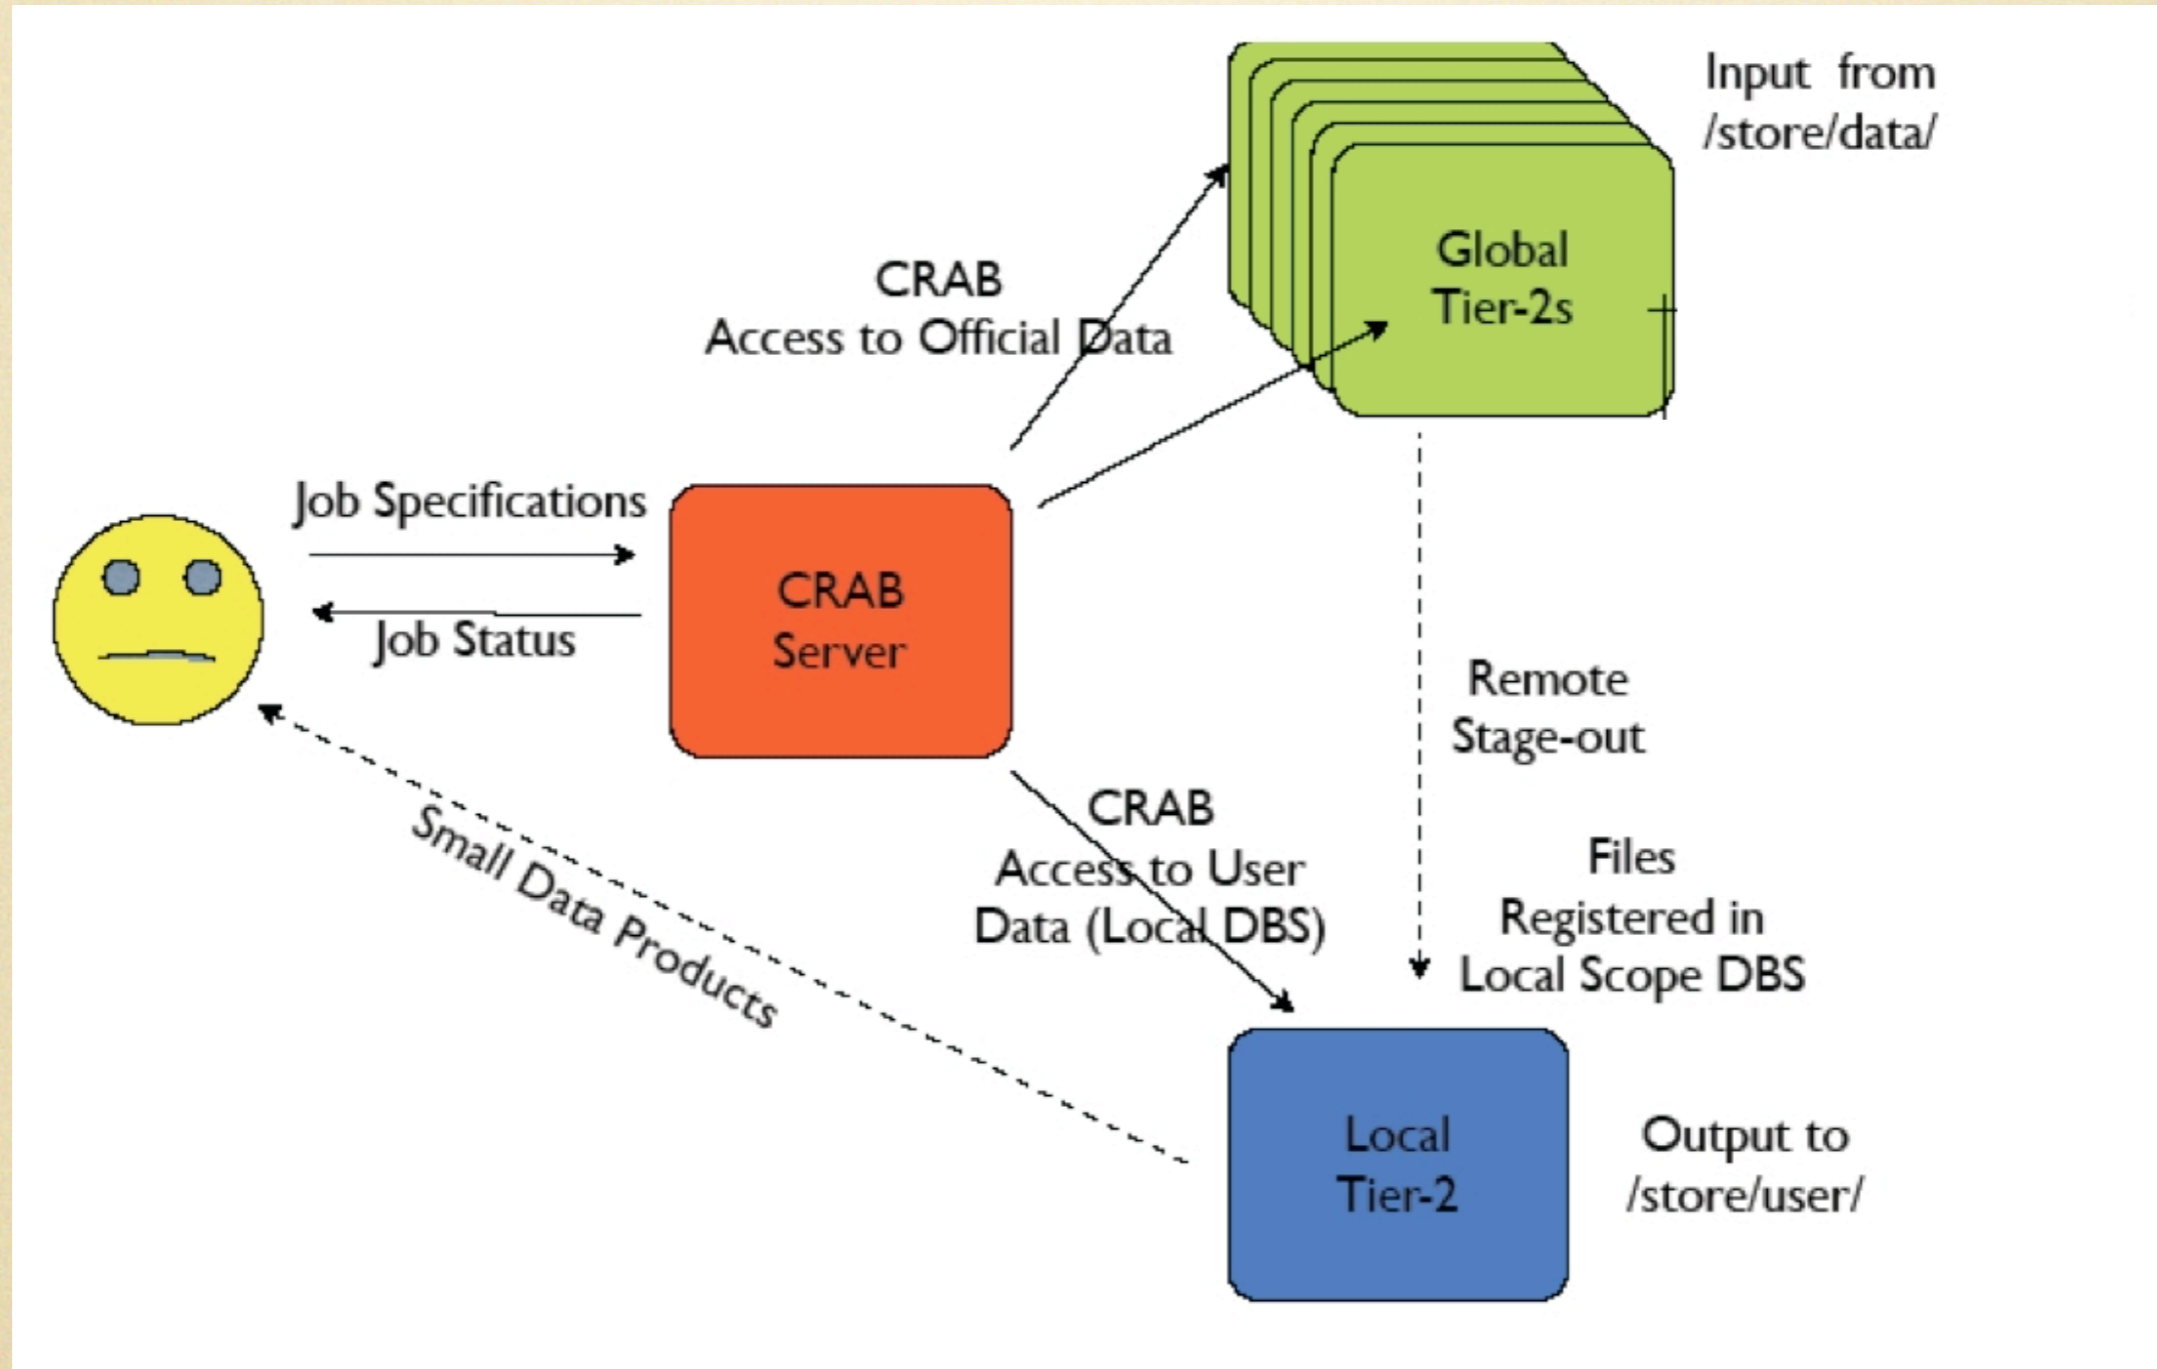 Input from
/store/data/
Global
Tier-2s
CRAB
Access to Official Data
Job Specifications
CRAB
Server
Job Status
Remote
Stage-out
Small Data Products
CRAB
Access to User
Data (Local DBS)
Files
Registered in
Local Scope DBS
Local
Tier-2
Output to
/store/user/